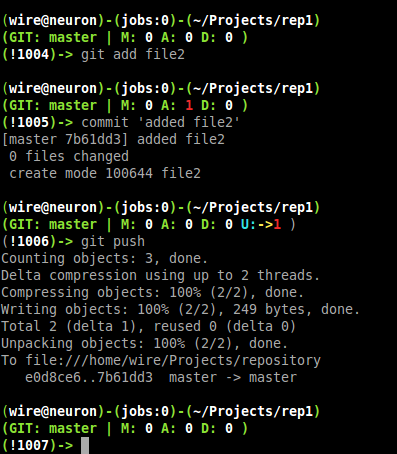 (wire@neuron)-(jobs:0)-(~/Projects/rep1)
(GIT: master | M: 0 A: 0 D: 0 )
(!1004)-> git add file2
(wire@neuron)-(jobs:0)-(~/Projects/rep1)
(GIT: master | M: 0 A: 1 D: 0 )
(!1005)-> commit 'added file2'
[master 7b61dd3] added file2
0 files changed
create mode 100644 file2
(wire@neuron)-(jobs:0)-(~/Projects/rep1)
(GIT: master | M: 0 A: 0 D: 0 U:->1 )
(!1006)-> git push
Counting objects: 3, done.
Delta compression using up to 2 threads.
Compressing objects: 100% (2/2), done.
Writing objects: 100% (2/2), 249 bytes, done.
Total 2 (delta 1), reused 0 (delta 0)
Unpacking objects: 100% (2/2), done.
To file:///home/wire/Projects/repository
e0d8ce6..7b61dd3  master -> master
(wire@neuron)-(jobs:0)-(~/Projects/rep1)
(GIT: master | M: 0 A: 0 D: 0 )
(!1007)->